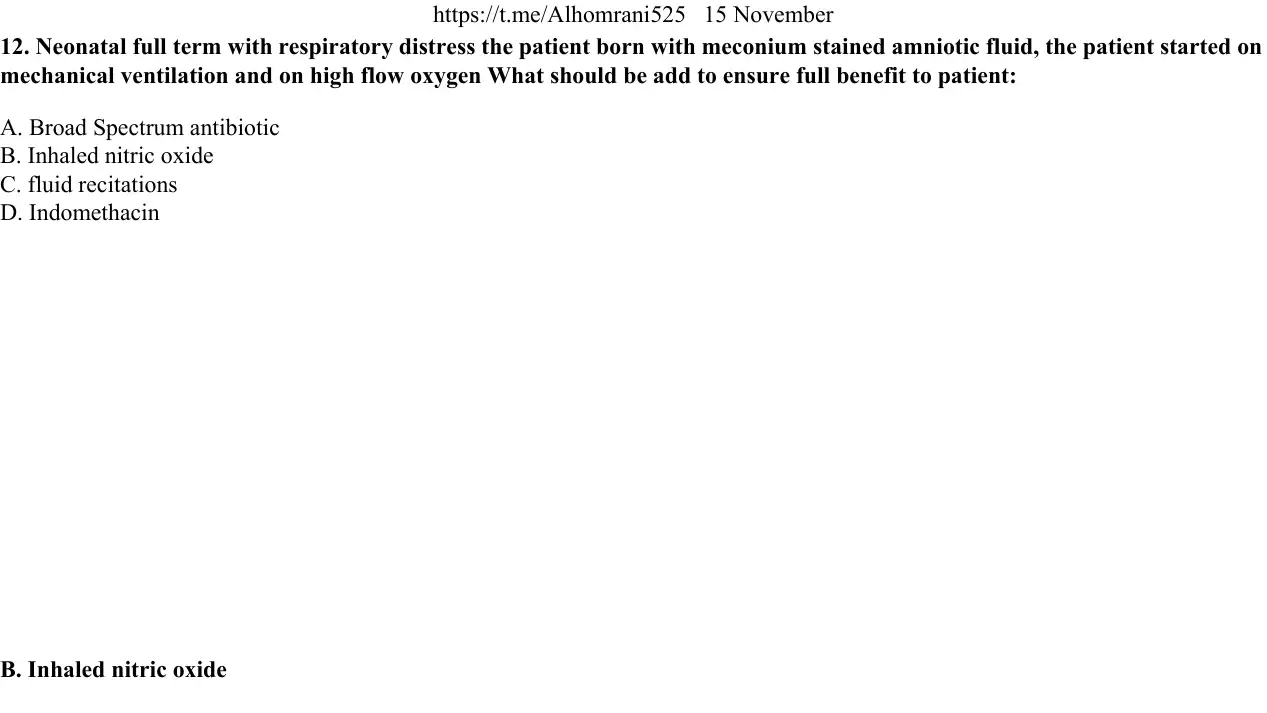 https://t.me/Alhomrani525 15 November
12. Neonatal full term with respiratory distress the patient born with meconium stained amniotic fluid, the patient started on
mechanical ventilation and on high flow oxygen What should be add to ensure full benefit to patient:
A. Broad Spectrum antibiotic
B. Inhaled nitric oxide
C. fluid recitations
D. Indomethacin
B. Inhaled nitric oxide